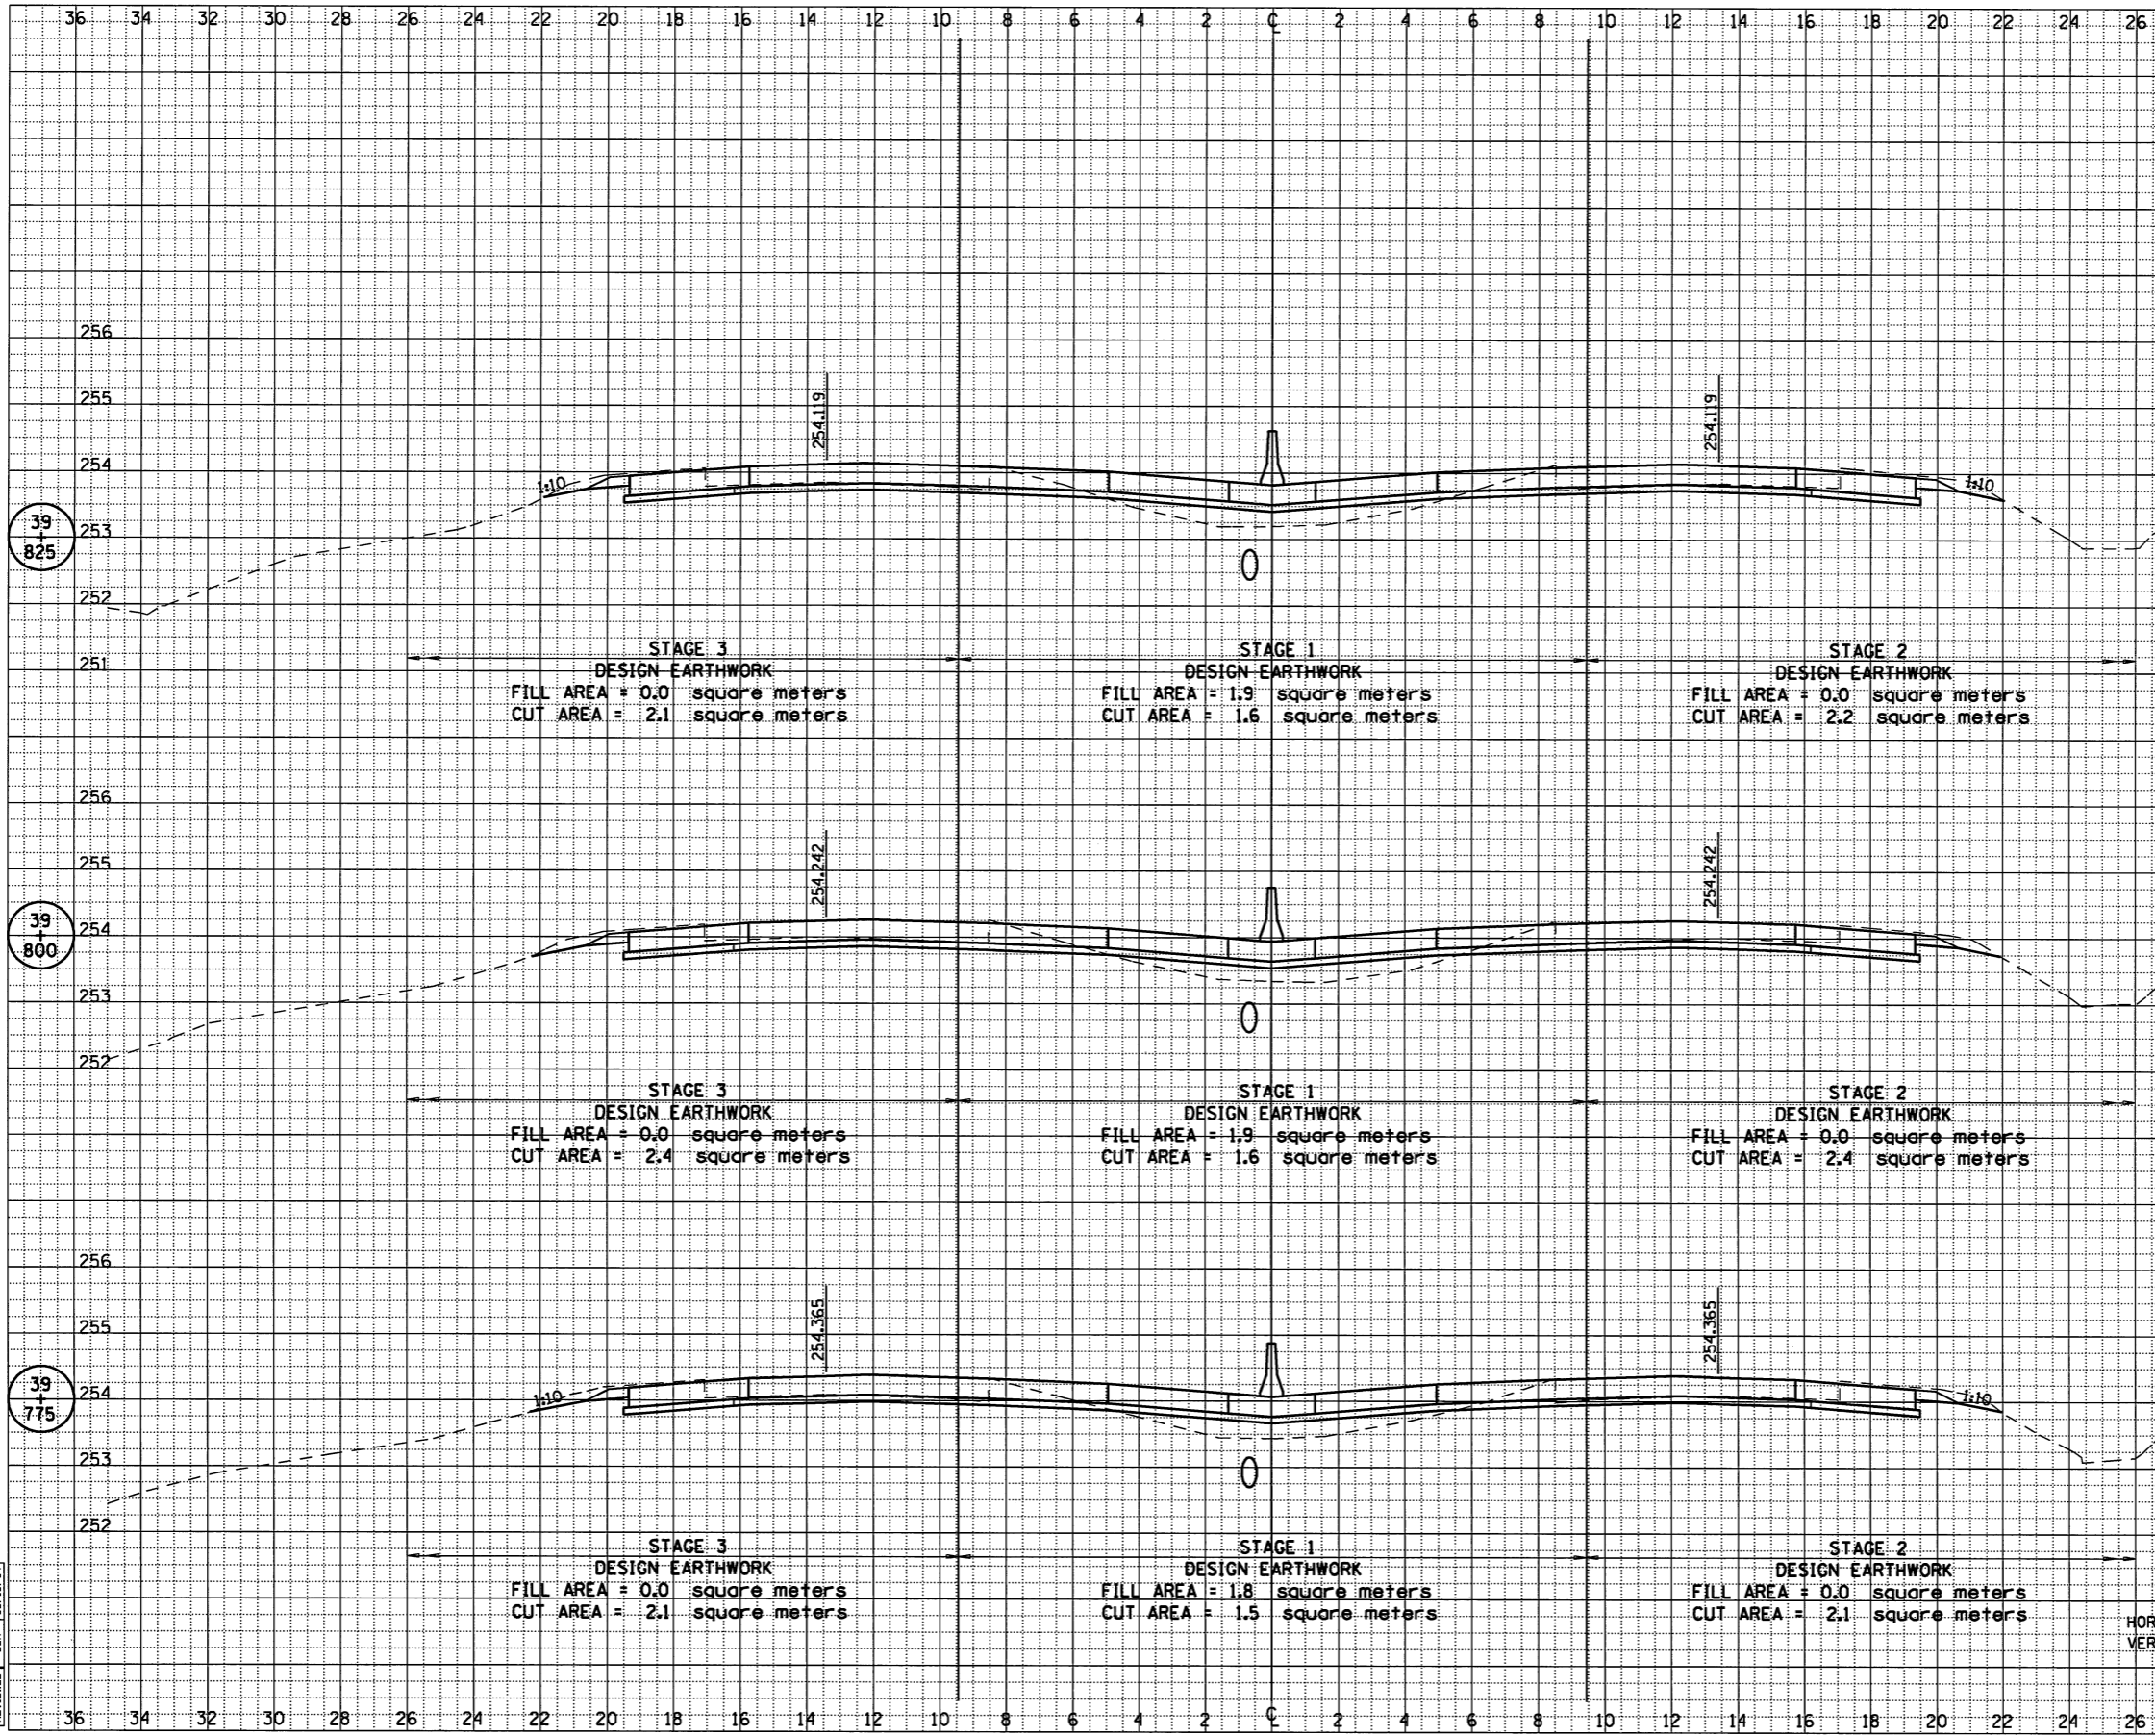 36 34 32 30 28 26 24 22 20 18 16 14 12 10 8 6 4 2 C 2 4 6 8 10 12 14 16 18 20 22 24 26
256
255
254.119 254.119
254
1:10 1:10
39
+
825
253
252
251
STAGE 3 STAGE 1 STAGE 2
DESIGN EARTHWORK DESIGN EARTHWORK DESIGN EARTHWORK
FILL AREA = 0.0 square meters FILL AREA = 1.9 square meters FILL AREA = 0.0 square meters
CUT AREA = 2.1 square meters CUT AREA = 1.6 square meters CUT AREA = 2.2 square meters
256
255
254.242 254.242
39
+
800
254
253
252
STAGE 3 STAGE 1 STAGE 2
DESIGN EARTHWORK DESIGN EARTHWORK DESIGN EARTHWORK
FILL AREA = 0.0 square meters FILL AREA = 1.9 square meters FILL AREA = 0.0 square meters
CUT AREA = 2.4 square meters CUT AREA = 1.6 square meters CUT AREA = 2.4 square meters
256
255
254.365 254.365
39
+
775
254
1:10 1:10
253
252
STAGE 3 STAGE 1 STAGE 2
DESIGN EARTHWORK DESIGN EARTHWORK DESIGN EARTHWORK
FILL AREA = 0.0 square meters FILL AREA = 1.8 square meters FILL AREA = 0.0 square meters
CUT AREA = 2.1 square meters CUT AREA = 1.5 square meters CUT AREA = 2.1 square meters
HOR
VER
36 34 32 30 28 26 24 22 20 18 16 14 12 10 8 6 4 2 C 2 4 6 8 10 12 14 16 18 20 22 24 26